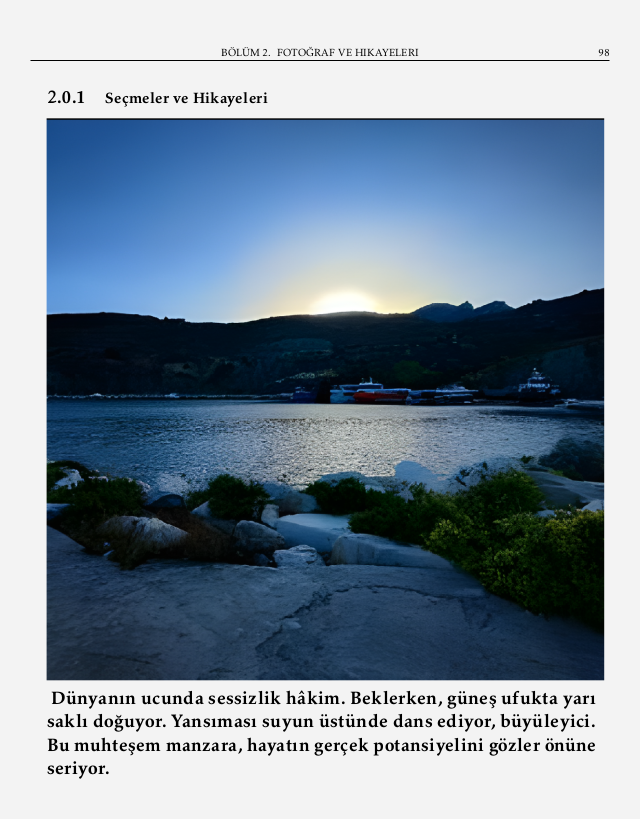 BÖLÜM 2. FOTOĞRAF VE HIKAYELERI 98
2.0.1 Seçmeler ve Hikayeleri
Dünyanın ucunda sessizlik hâkim. Beklerken, güneş ufukta yarı
saklı doğuyor. Yansıması suyun üstünde dans ediyor, büyüleyici.
Bu muhteşem manzara, hayatın gerçek potansiyelini gözler önüne
seriyor.